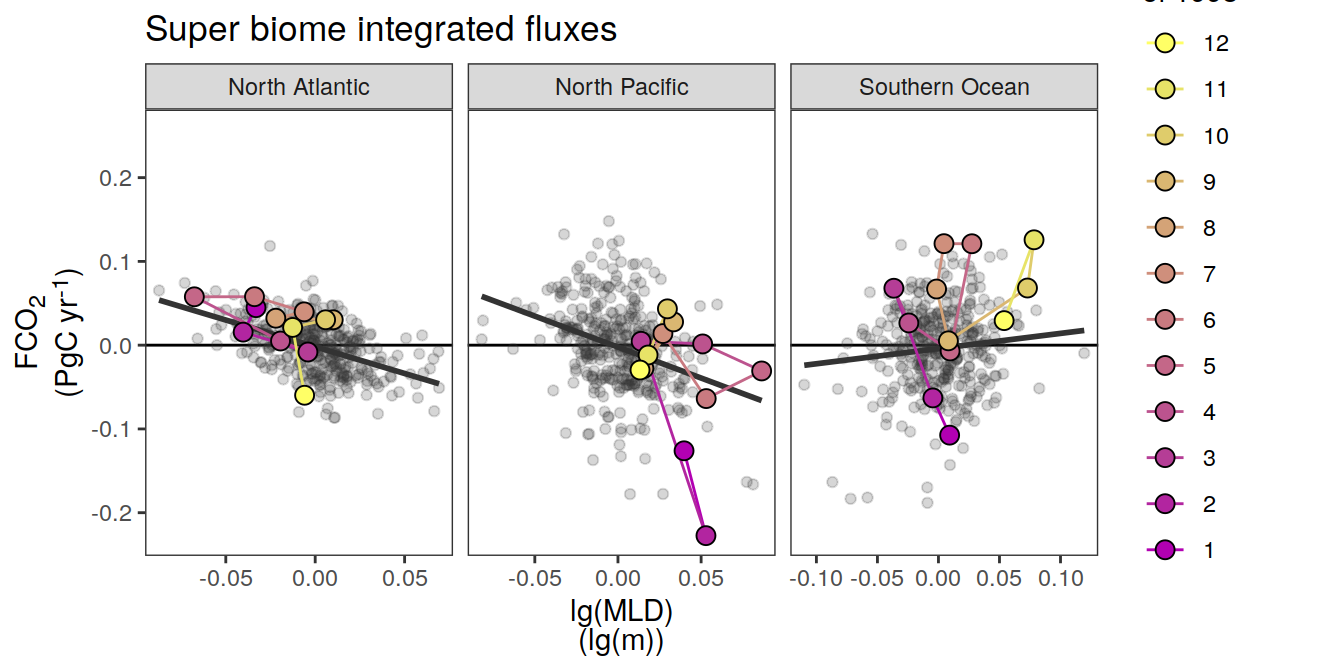 Super biome integrated fluxes
North Atlantic
North Pacific
Southern Ocean
FCO₂
(PgC yr⁻¹)
0.2
0.1
0.0
-0.1
-0.2
-0.05 0.00 0.05
-0.05 0.00 0.05
-0.10 -0.05 0.00 0.05 0.10
lg(MLD)
(lg(m))
12
11
10
9
8
7
6
5
4
3
2
1